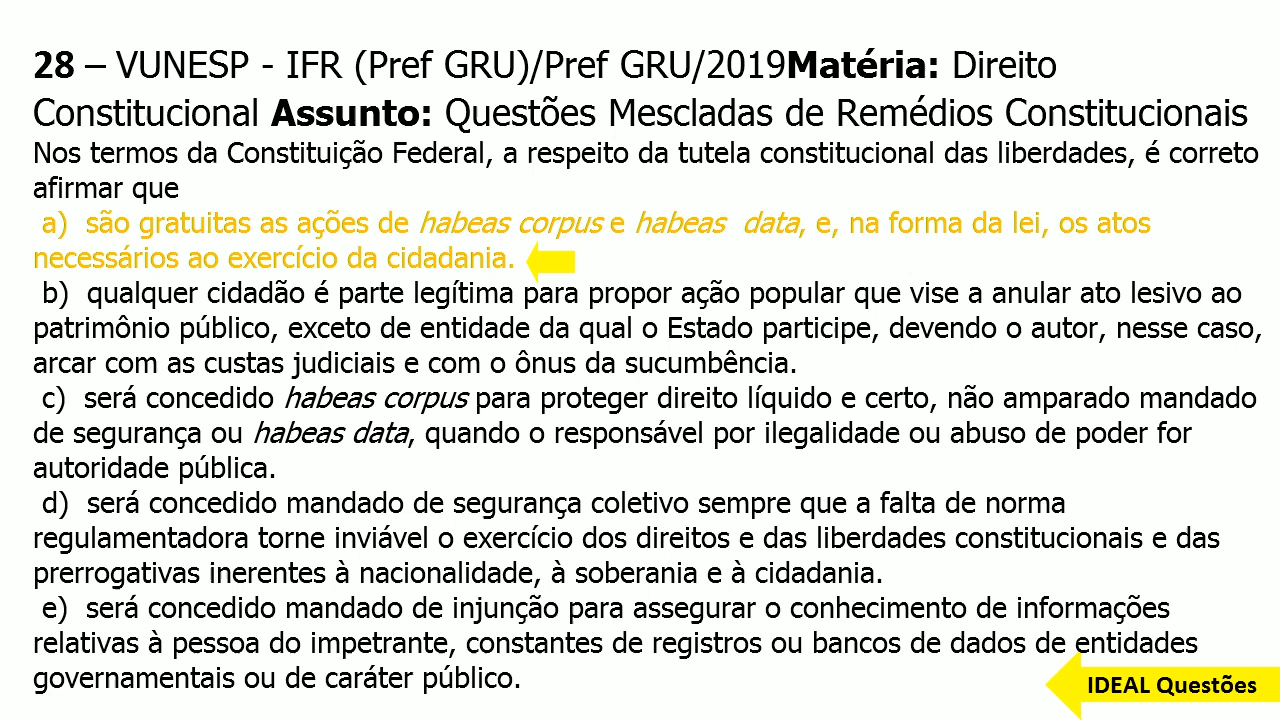 28 – VUNESP - IFR (Pref GRU)/Pref GRU/2019Matéria: Direito
Constitucional Assunto: Questões Mescladas de Remédios Constitucionais
Nos termos da Constituição Federal, a respeito da tutela constitucional das liberdades, é correto
afirmar que
a) são gratuitas as ações de habeas corpus e habeas data, e, na forma da lei, os atos
necessários ao exercício da cidadania.
b) qualquer cidadão é parte legítima para propor ação popular que vise a anular ato lesivo ao
patrimônio público, exceto de entidade da qual o Estado participe, devendo o autor, nesse caso,
arcar com as custas judiciais e com o ônus da sucumbência.
c) será concedido habeas corpus para proteger direito líquido e certo, não amparado mandado
de segurança ou habeas data, quando o responsável por ilegalidade ou abuso de poder for
autoridade pública.
d) será concedido mandado de segurança coletivo sempre que a falta de norma
regulamentadora torne inviável o exercício dos direitos e das liberdades constitucionais e das
prerrogativas inerentes à nacionalidade, à soberania e à cidadania.
e) será concedido mandado de injunção para assegurar o conhecimento de informações
relativas à pessoa do impetrante, constantes de registros ou bancos de dados de entidades
governamentais ou de caráter público.
IDEAL Questões